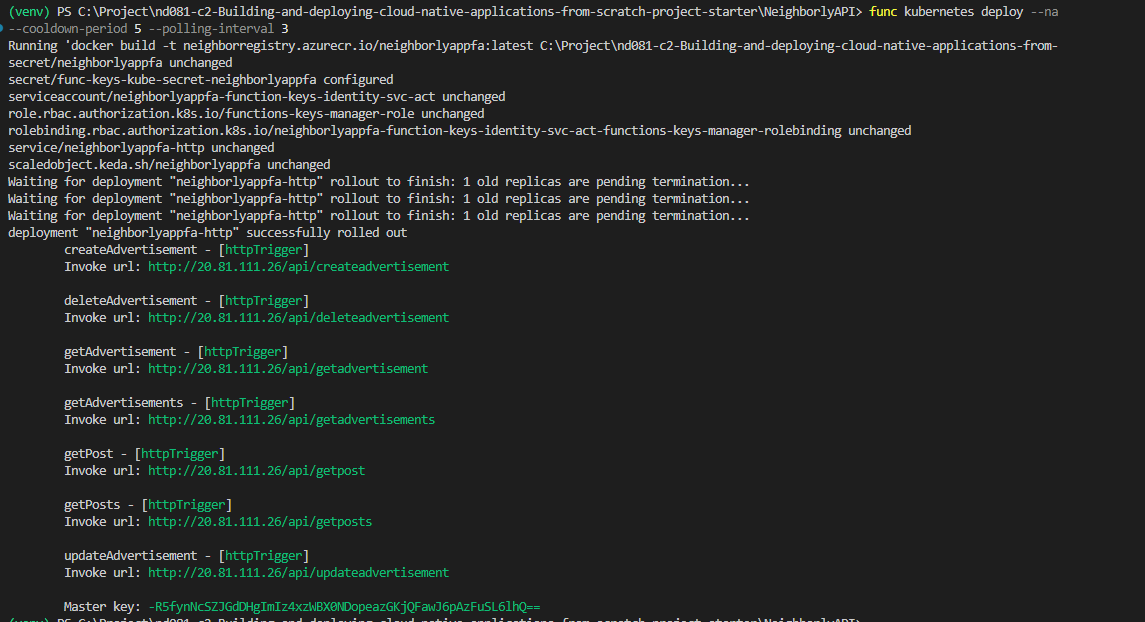 (venv) PS C:\Project\nd081-c2-Building-and-deploying-cloud-native-applications-from-scratch-project-starter\NeighborlyAPI> func kubernetes deploy --na
--cooldown-period 5 --polling-interval 3
Running 'docker build -t neighborregistry.azurecr.io/neighborlyappfa:latest C:\Project\nd081-c2-Building-and-deploying-cloud-native-applications-from-
secret/neighborlyappfa unchanged
secret/func-keys-kube-secret-neighborlyappfa configured
serviceaccount/neighborlyappfa-function-keys-identity-svc-act unchanged
role.rbac.authorization.k8s.io/functions-keys-manager-role unchanged
rolebinding.rbac.authorization.k8s.io/neighborlyappfa-function-keys-identity-svc-act-functions-keys-manager-rolebinding unchanged
service/neighborlyappfa-http unchanged
scaledobject.keda.sh/neighborlyappfa unchanged
Waiting for deployment "neighborlyappfa-http" rollout to finish: 1 old replicas are pending termination...
Waiting for deployment "neighborlyappfa-http" rollout to finish: 1 old replicas are pending termination...
Waiting for deployment "neighborlyappfa-http" rollout to finish: 1 old replicas are pending termination...
deployment "neighborlyappfa-http" successfully rolled out
createAdvertisement - [httpTrigger]
Invoke url: http://20.81.111.26/api/createadvertisement
deleteAdvertisement - [httpTrigger]
Invoke url: http://20.81.111.26/api/deleteadvertisement
getAdvertisement - [httpTrigger]
Invoke url: http://20.81.111.26/api/getadvertisement
getAdvertisements - [httpTrigger]
Invoke url: http://20.81.111.26/api/getadvertisements
getPost - [httpTrigger]
Invoke url: http://20.81.111.26/api/getpost
getPosts - [httpTrigger]
Invoke url: http://20.81.111.26/api/getposts
updateAdvertisement - [httpTrigger]
Invoke url: http://20.81.111.26/api/updateadvertisement
Master key: -R5fynNcSZJGdDHgImIz4xzWBX0NDopeazGKjQFawJ6pAzFuSL6lhQ==
(venv) PS C:\Project\nd081-c2-Building-and-deploying-cloud-native-applications-from-scratch-project-starter\NeighborlyAPI>